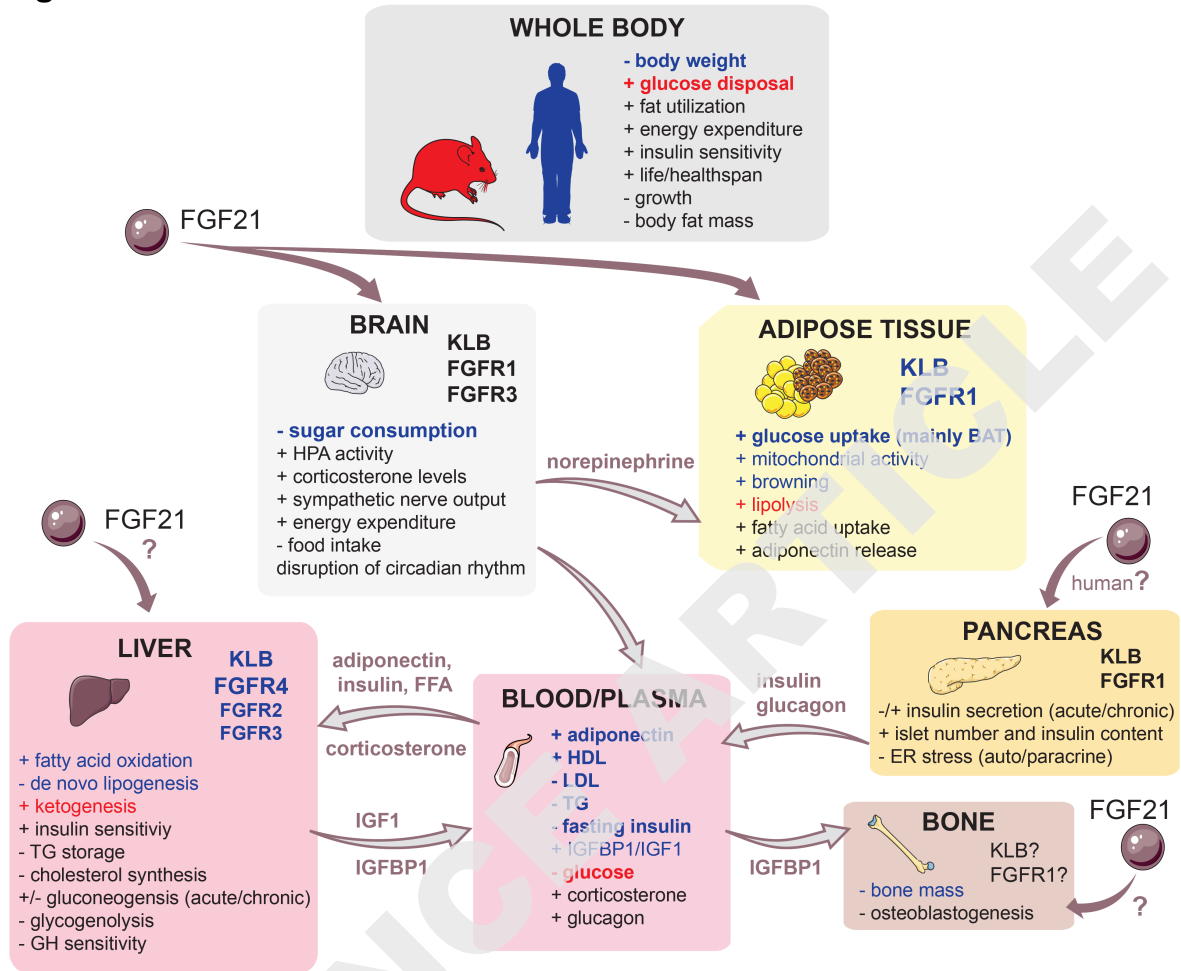 WHOLE BODY
- body weight
+ glucose disposal
+ fat utilization
+ energy expenditure
+ insulin sensitivity
+ life/healthspan
- growth
- body fat mass
FGF21
BRAIN
KLB
FGFR1
FGFR3
- sugar consumption
+ HPA activity
+ corticosterone levels
+ sympathetic nerve output
+ energy expenditure
- food intake
disruption of circadian rhythm
norepinephrine
ADIPOSE TISSUE
KLB
FGFR1
+ glucose uptake (mainly BAT)
+ mitochondrial activity
+ browning
+ lipolysis
+ fatty acid uptake
+ adiponectin release
FGF21
?
FGF21
human?
LIVER
KLB
FGFR4
FGFR2
FGFR3
+ fatty acid oxidation
- de novo lipogenesis
+ ketogenesis
+ insulin sensitiviy
- TG storage
- cholesterol synthesis
+/- gluconeogensis (acute/chronic)
- glycogenolysis
- GH sensitivity
adiponectin,
insulin, FFA
corticosterone
IGF1
IGFBP1
BLOOD/PLASMA
+ adiponectin
+ HDL
- LDL
- TG
- fasting insulin
+ IGFBP1/IGF1
- glucose
+ corticosterone
+ glucagon
insulin
glucagon
PANCREAS
KLB
FGFR1
-/+ insulin secretion (acute/chronic)
+ islet number and insulin content
- ER stress (auto/paracrine)
IGFBP1
BONE
KLB?
FGFR1?
- bone mass
- osteoblastogenesis
FGF21
?
NCE ARTICLE